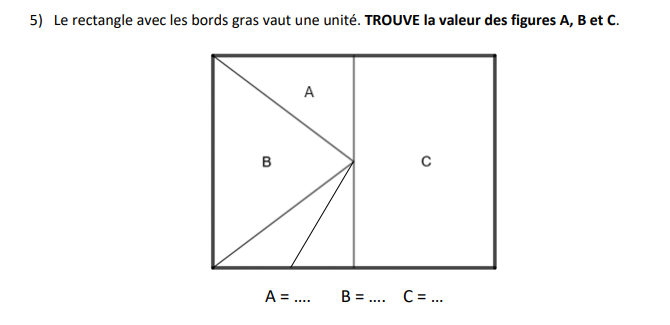 5) Le rectangle avec les bords gras vaut une unité. TROUVE la valeur des figures A, B et C.
A
B
C
A = .... B = .... C = ...